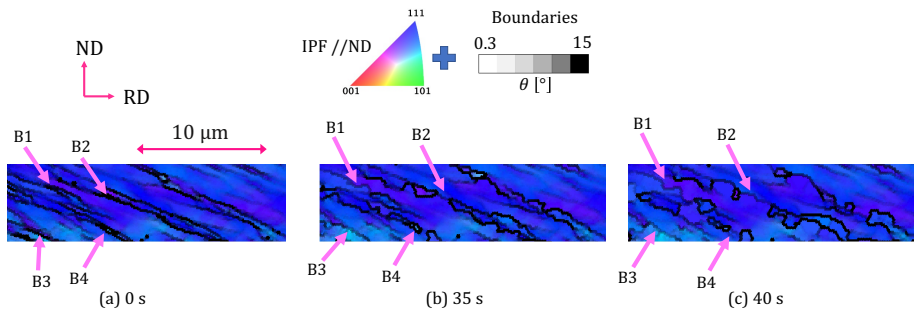 111
Boundaries
ND
IPF //ND
0.3 15
001 101
θ [°]
RD
B1 B2 10 μm
B1 B2
B1 B2
B3 B4
B3 B4
B3 B4
(a) 0 s
(b) 35 s
(c) 40 s